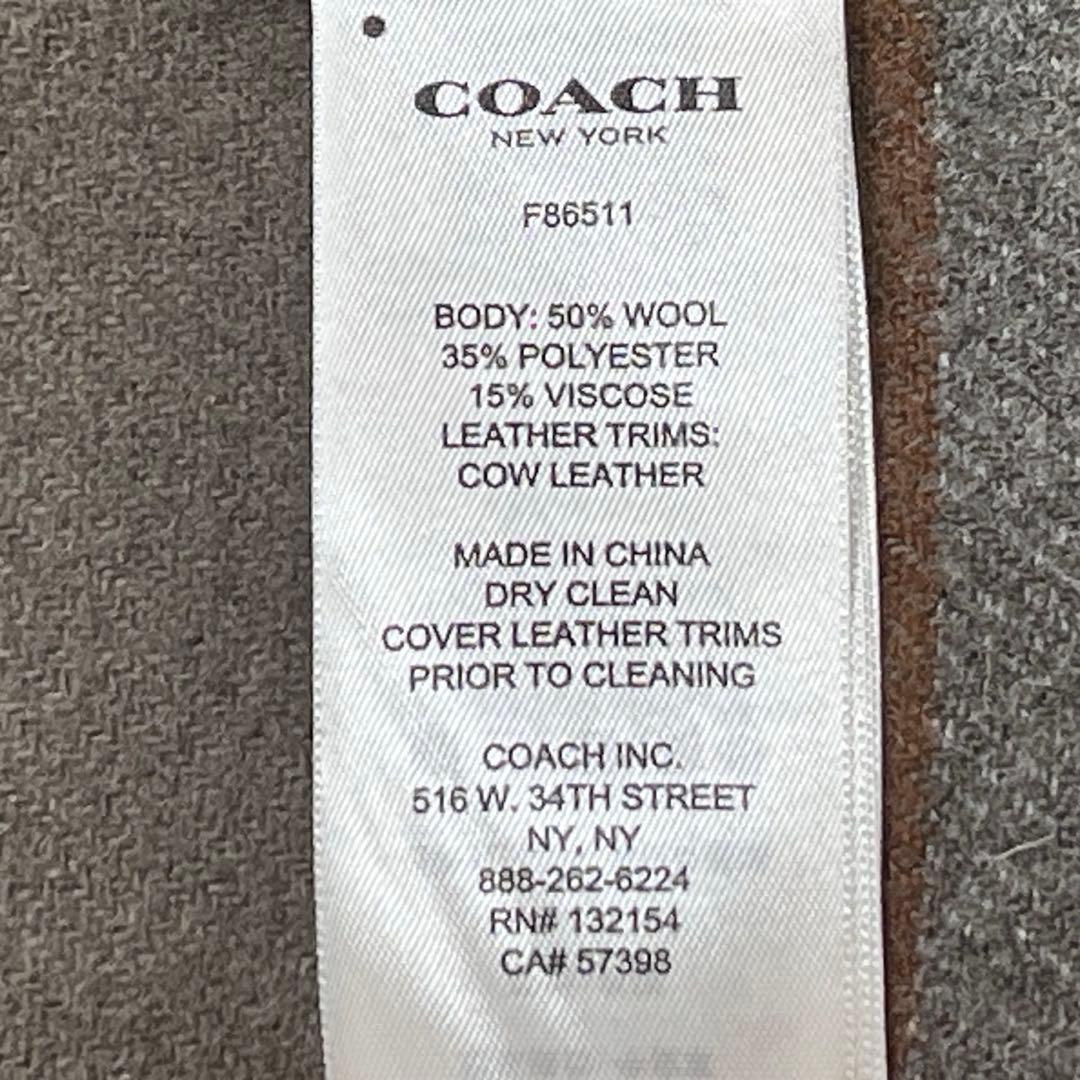 COACH
NEW YORK
F86511
BODY: 50% WOOL
35% POLYESTER
15% VISCOSE
LEATHER TRIMS:
COW LEATHER
MADE IN CHINA
DRY CLEAN
COVER LEATHER TRIMS
PRIOR TO CLEANING
COACH INC.
516 W. 34TH STREET
NY, NY
888-262-6224
RN# 132154
CA# 57398